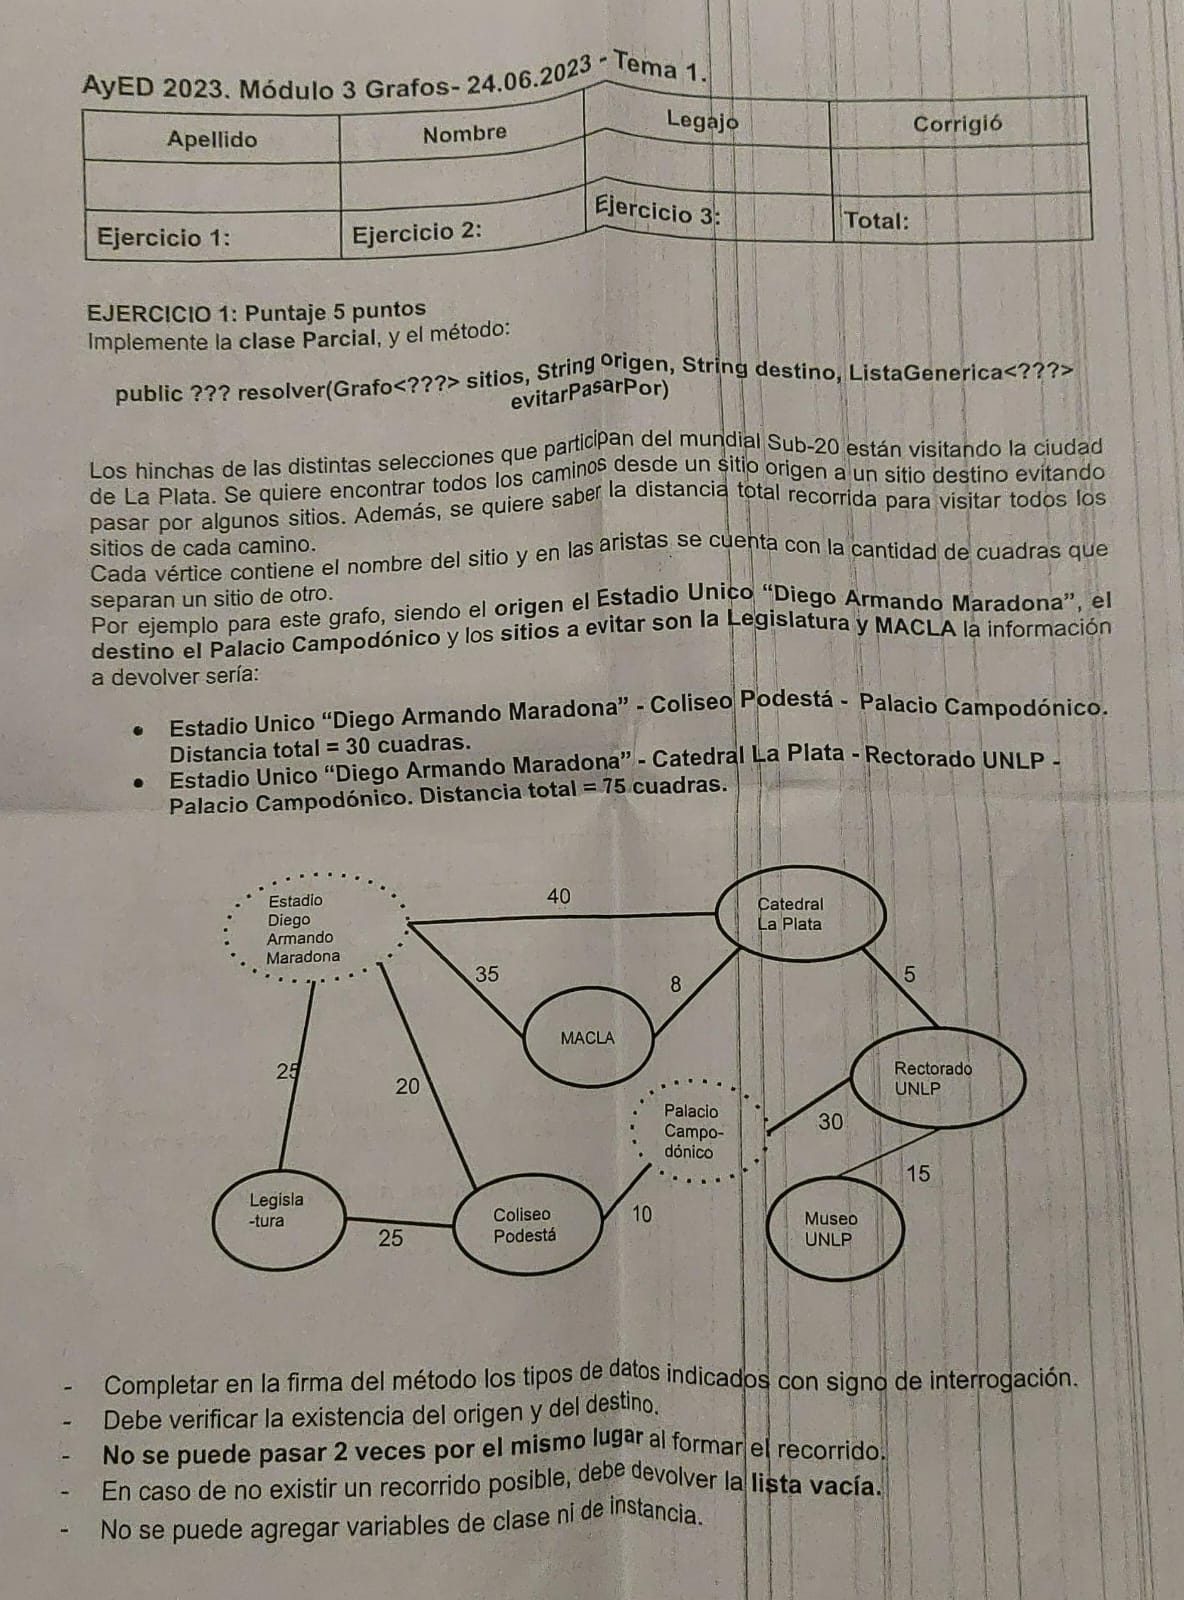 AyED 2023. Módulo 3 Grafos- 24.06.2023 - Tema 1.
Apellido
Nombre
Legajo
Corrigió
Ejercicio 1:
Ejercicio 2:
Ejercicio 3:
Total:
EJERCICIO 1: Puntaje 5 puntos
Implemente la clase Parcial, y el método:
public ??? resolver(Grafo<???> sitios, String origen, String destino, ListaGenerica<???>
evitarPasarPor)
Los hinchas de las distintas selecciones que participan del mundial Sub-20 están visitando la ciudad
de La Plata. Se quiere encontrar todos los caminos desde un sitio origen a un sitio destino evitando
pasar por algunos sitios. Además, se quiere saber la distancia total recorrida para visitar todos los
sitios de cada camino.
Cada vértice contiene el nombre del sitio y en las aristas se cuenta con la cantidad de cuadras que
separan un sitio de otro.
Por ejemplo para este grafo, siendo el origen el Estadio Unico “Diego Armando Maradona”, el
destino el Palacio Campodónico y los sitios a evitar son la Legislatura y MACLA la información
a devolver sería:
• Estadio Unico “Diego Armando Maradona” - Coliseo Podestá - Palacio Campodónico.
Distancia total = 30 cuadras.
• Estadio Unico “Diego Armando Maradona” - Catedral La Plata - Rectorado UNLP -
Palacio Campodónico. Distancia total = 75 cuadras.
Estadio
Diego
Armando
Maradona
40
Catedral
La Plata
35
8
5
MACLA
25
20
Rectorado
UNLP
Palacio
Campo-
dónico
30
15
Legisla
-tura
25
Coliseo
Podestá
10
Museo
UNLP
- Completar en la firma del método los tipos de datos indicados con signo de interrogación.
- Debe verificar la existencia del origen y del destino.
- No se puede pasar 2 veces por el mismo lugar al formar el recorrido.
- En caso de no existir un recorrido posible, debe devolver la lista vacía.
- No se puede agregar variables de clase ni de instancia.